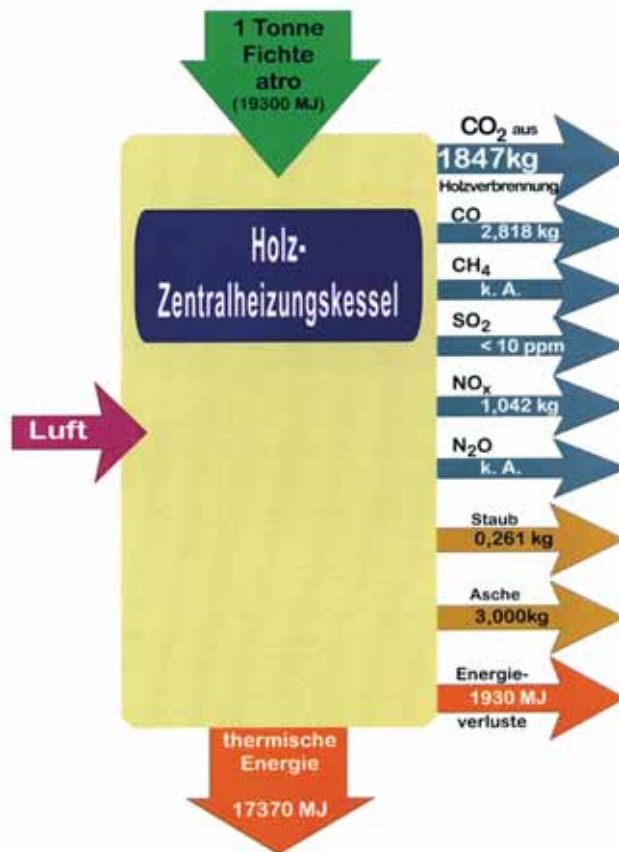 1 Tonne
Fichte
atro
(19300 MJ)
CO₂ aus
1847kg
Holzverbrennung
CO
2,818 kg
CH₄
k. A.
SO₂
< 10 ppm
NOₓ
1,042 kg
N₂O
k. A.
Staub
0,261 kg
Asche
3,000kg
Energie-
1930 MJ
verluste
Holz-
Zentralheizungskessel
Luft
thermische
Energie
17370 MJ